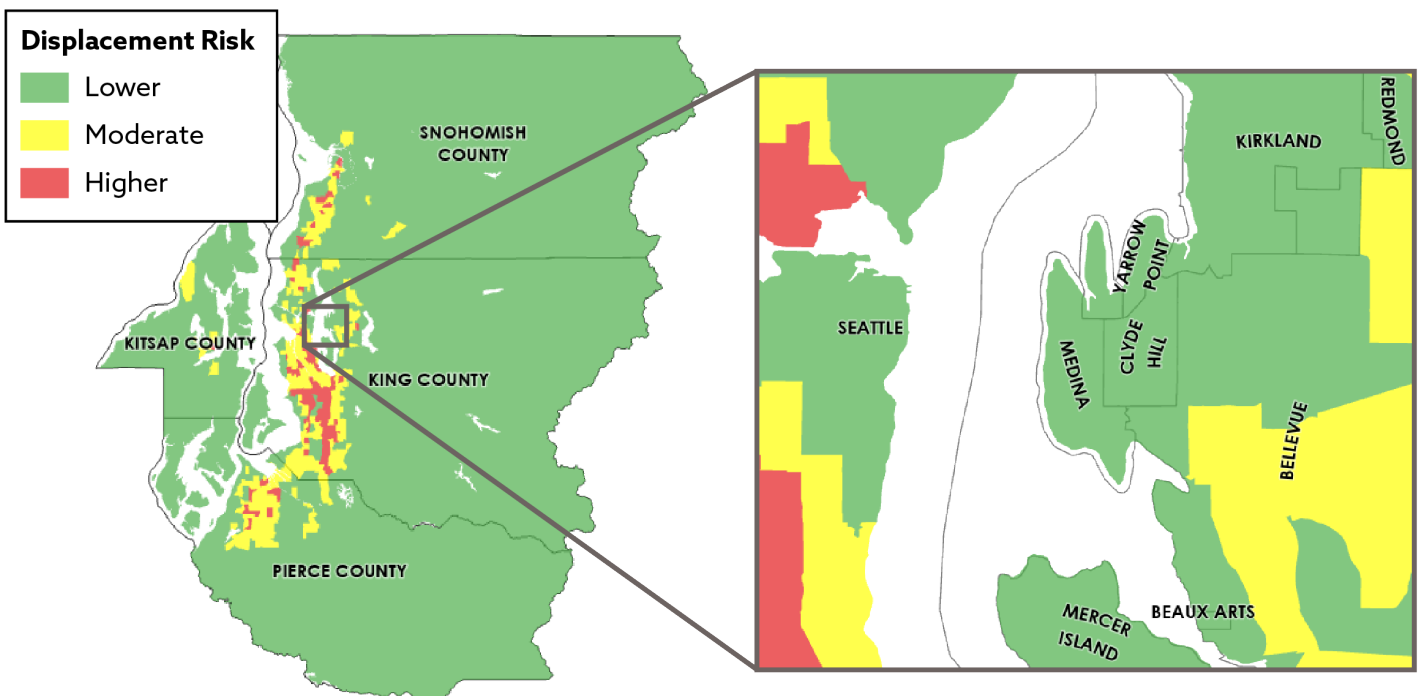 Displacement Risk
Lower
Moderate
Higher
SNOHOMISH
COUNTY
KITSAP COUNTY
KING COUNTY
PIERCE COUNTY
REDMOND
KIRKLAND
YARROW
POINT
SEATTLE
CLYDE
HILL
MEDINA
BELLEVUE
BEAUX ARTS
MERCER
ISLAND